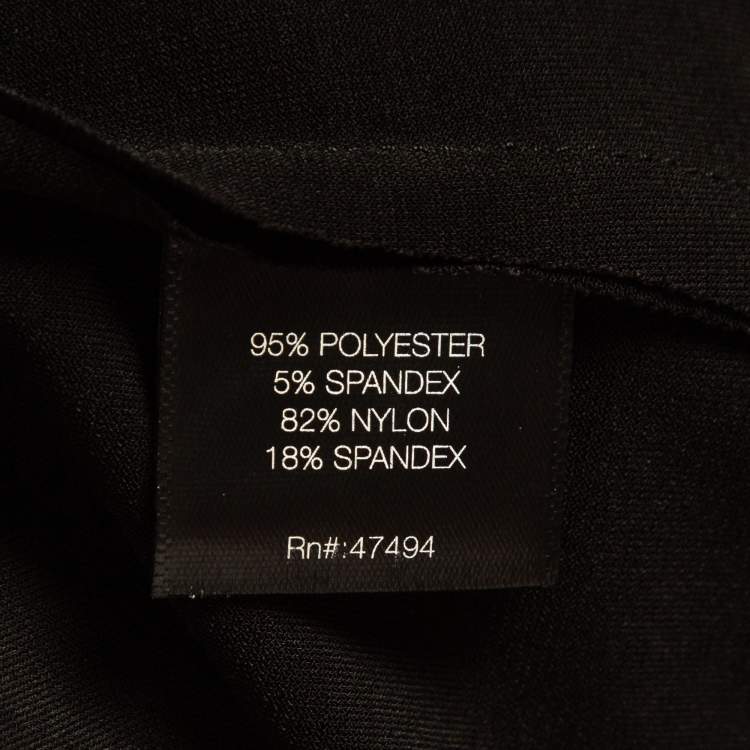 95% POLYESTER
5% SPANDEX
82% NYLON
18% SPANDEX
Rn#:47494